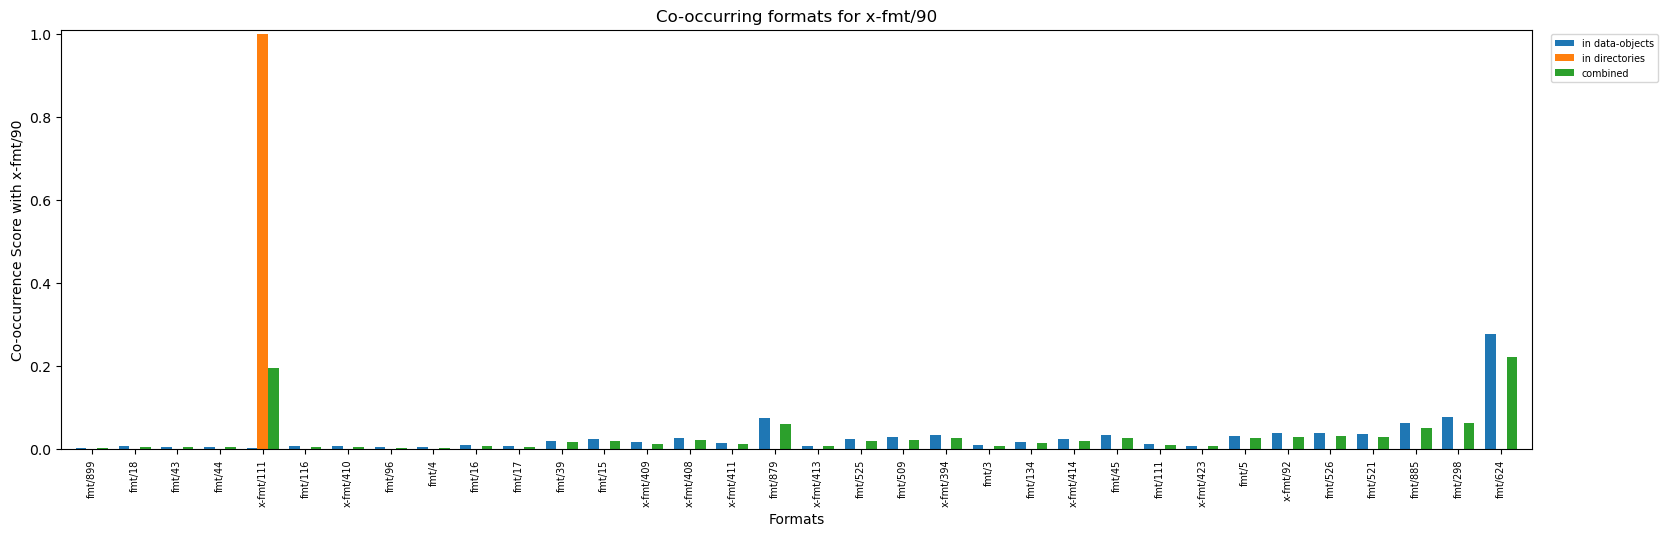 Co-occurring formats for x-fmt/90
in data-objects
in directories
combined
Co-occurrence Score with x-fmt/90
1.0
0.8
0.6
0.4
0.2
0.0
fmt/899
fmt/18
fmt/43
fmt/44
x-fmt/111
fmt/116
x-fmt/410
fmt/96
fmt/4
fmt/16
fmt/17
fmt/39
fmt/15
x-fmt/409
x-fmt/408
x-fmt/411
fmt/879
x-fmt/413
fmt/525
fmt/509
x-fmt/394
fmt/3
fmt/134
x-fmt/414
fmt/45
fmt/111
x-fmt/423
fmt/5
x-fmt/92
fmt/526
fmt/521
fmt/885
fmt/298
fmt/624
Formats